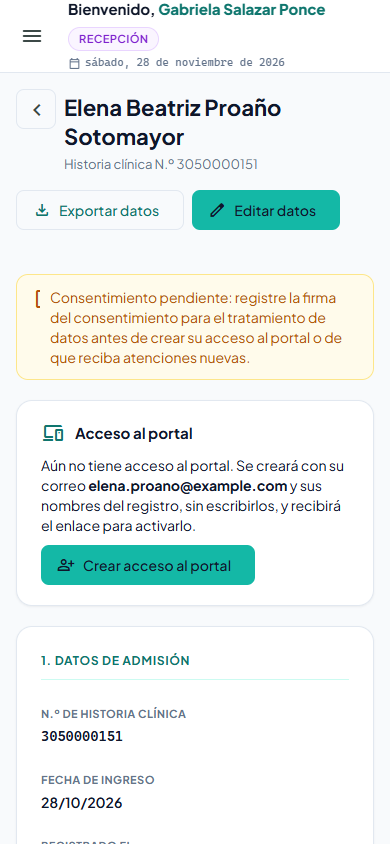 Bienvenido, Gabriela Salazar Ponce
RECEPCIÓN
sábado, 28 de noviembre de 2026
Elena Beatriz Proaño
Sotomayor
Historia clínica N.º 3050000151
Exportar datos
Editar datos
Consentimiento pendiente: registre la firma
del consentimiento para el tratamiento de
datos antes de crear su acceso al portal o de
que reciba atenciones nuevas.
Acceso al portal
Aún no tiene acceso al portal. Se creará con su
correo elena.proano@example.com y sus
nombres del registro, sin escribirlos, y recibirá
el enlace para activarlo.
Crear acceso al portal
1. DATOS DE ADMISIÓN
N.º DE HISTORIA CLÍNICA
3050000151
FECHA DE INGRESO
28/10/2026